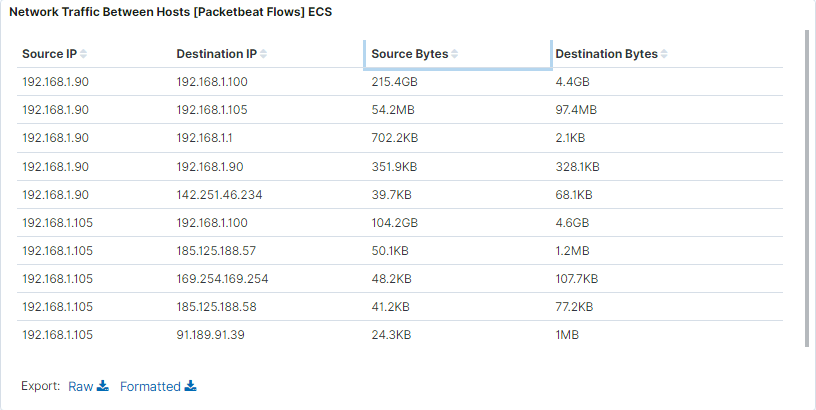 Network Traffic Between Hosts [Packetbeat Flows] ECS
Source IP Destination IP Source Bytes Destination Bytes
192.168.1.90 192.168.1.100 215.4GB 4.4GB
192.168.1.90 192.168.1.105 54.2MB 97.4MB
192.168.1.90 192.168.1.1 702.2KB 2.1KB
192.168.1.90 192.168.1.90 351.9KB 328.1KB
192.168.1.90 142.251.46.234 39.7KB 68.1KB
192.168.1.105 192.168.1.100 104.2GB 4.6GB
192.168.1.105 185.125.188.57 50.1KB 1.2MB
192.168.1.105 169.254.169.254 48.2KB 107.7KB
192.168.1.105 185.125.188.58 41.2KB 77.2KB
192.168.1.105 91.189.91.39 24.3KB 1MB
Export: Raw Formatted